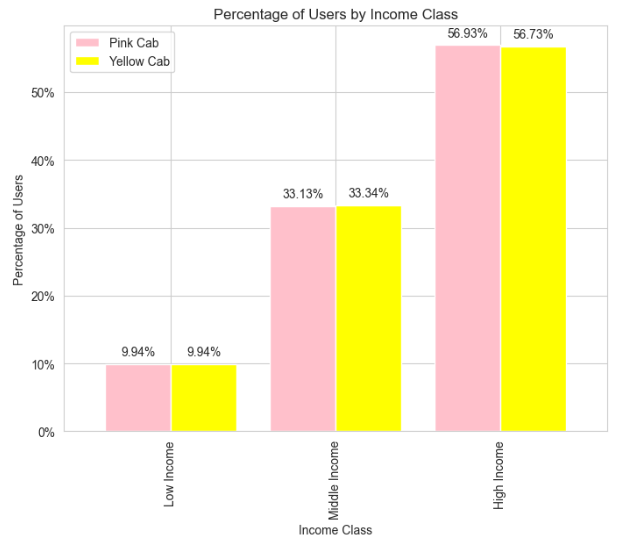 Percentage of Users by Income Class
Pink Cab
Yellow Cab
Percentage of Users
50%
40%
30%
20%
10%
0%
9.94% 9.94%
33.13% 33.34%
56.93% 56.73%
Low Income
Middle Income
High Income
Income Class